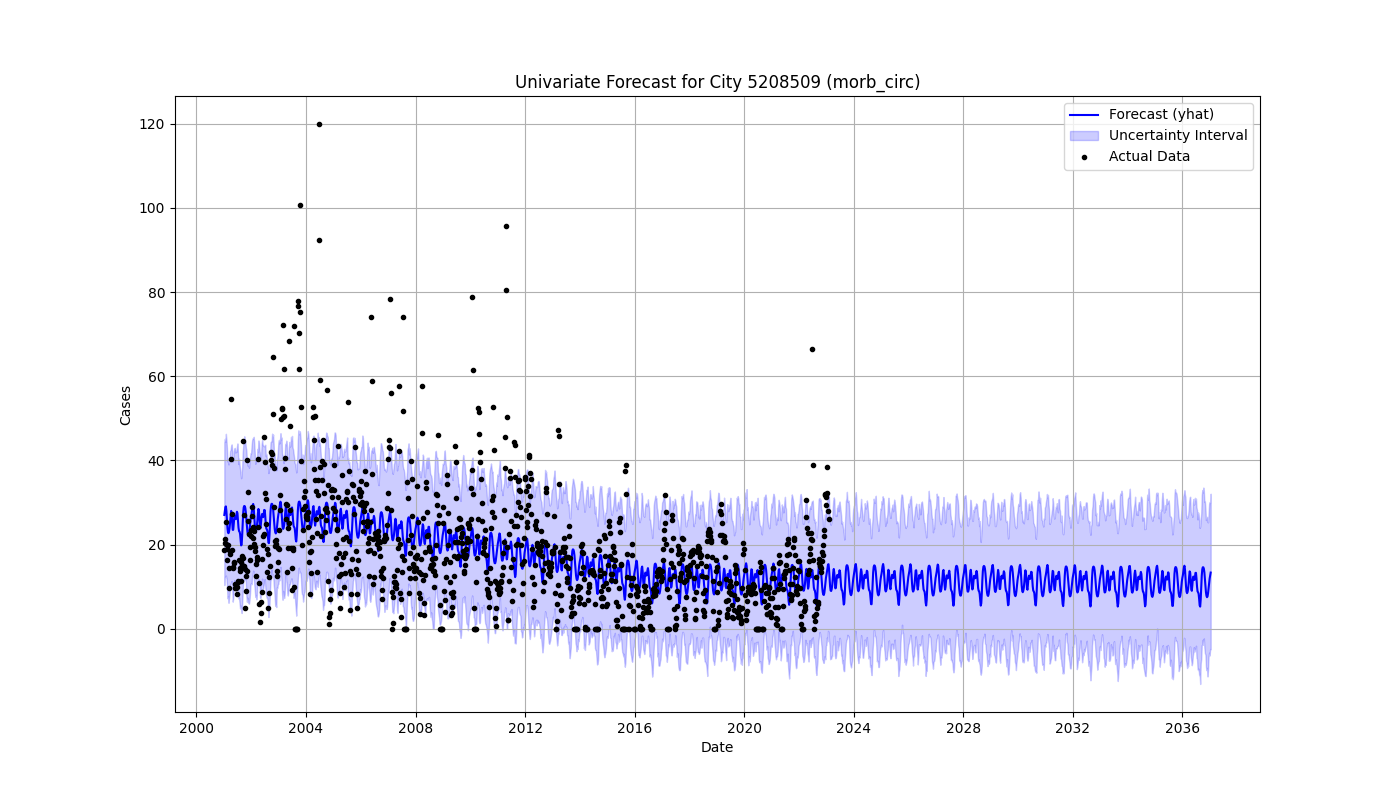 Univariate Forecast for City 5208509 (morb_circ)
Forecast (yhat)
Uncertainty Interval
Actual Data
120
100
80
60
40
20
0
Cases
2000 2004 2008 2012 2016 2020 2024 2028 2032 2036
Date